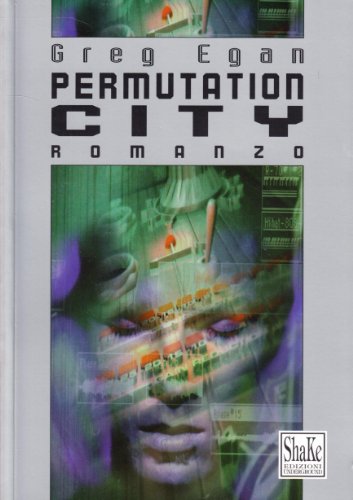 Greg Egan
PERMUTATION
CITY
ROMANZO
ShaKe
EDIZIONI
UNDERGROUND